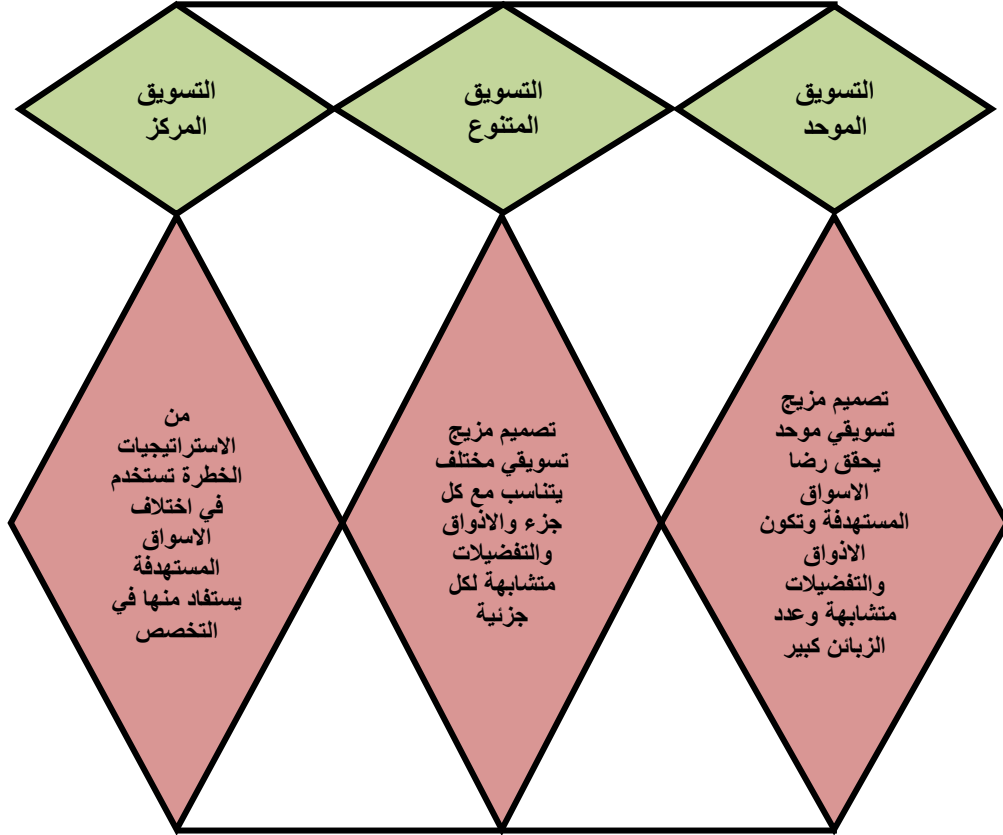 التسويق
الموحد
التسويق
المتنوع
التسويق
المركز
تصميم مزيج
تسويقي موحد
يحقق رضا
الاسواق
المستهدفة وتكون
الاذواق
والتفضيلات
متشابهة وعدد
الزبائن كبير
تصميم مزيج
تسويقي مختلف
يتناسب مع كل
جزء والاذواق
والتفضيلات
متشابهة لكل
جزئية
من
الاستراتيجيات
الخطرة تستخدم
في اختلاف
الاسواق
المستهدفة
يستفاد منها في
التخصص